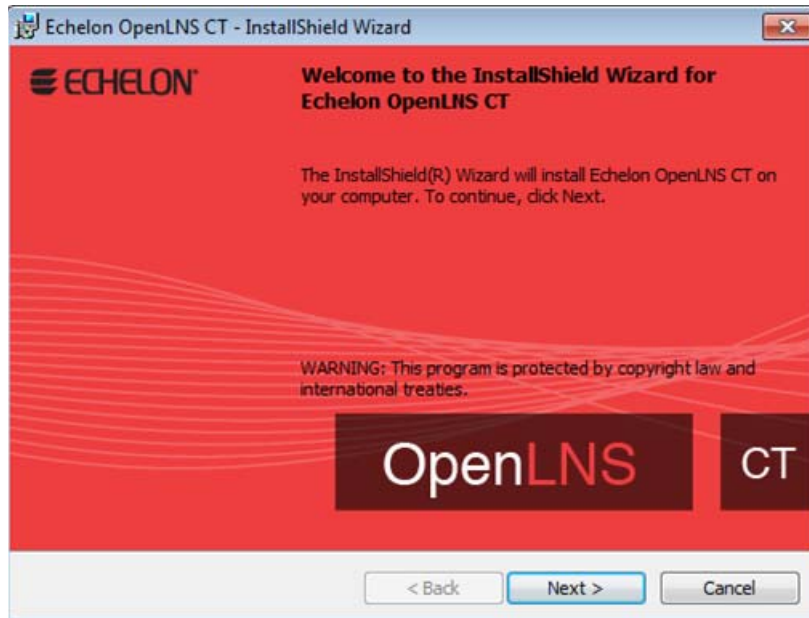 Echelon OpenLNS CT - InstallShield Wizard
ECHELON®
Welcome to the InstallShield Wizard for
Echelon OpenLNS CT
The InstallShield(R) Wizard will install Echelon OpenLNS CT on
your computer. To continue, click Next.
WARNING: This program is protected by copyright law and
international treaties.
OpenLNS CT
< Back Next > Cancel